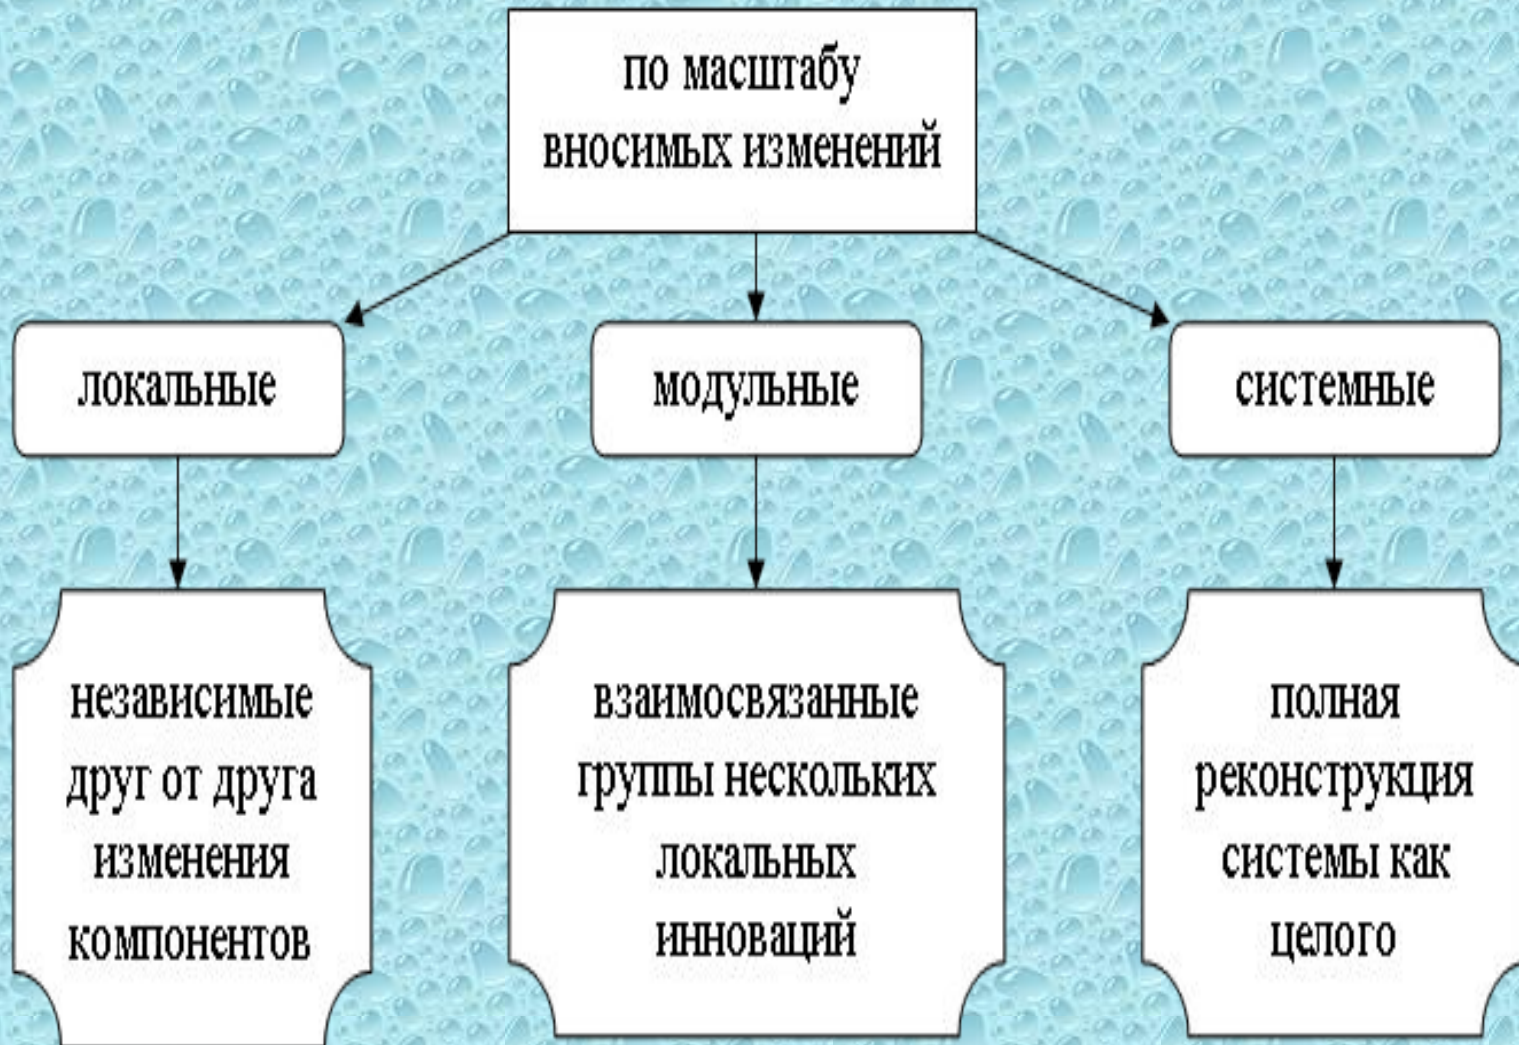 по масштабу
вносимых изменений
локальные
модульные
системные
независимые
друг от друга
изменения
компонентов
взаимосвязанные
группы нескольких
локальных
инноваций
полная
реконструкция
системы как
целого